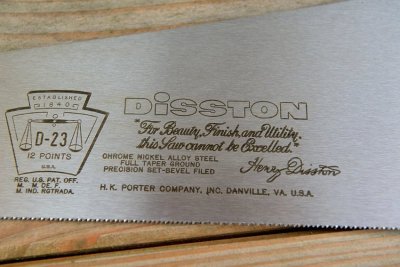 ESTABLISHED
1840
D-23
12 POINTS
U.S.A.
REG. U.S. PAT. OFF.
M. M. DE. F.
M. IND. RGTRADA.
DISSTON
"For Beauty, Finish, and Utility,
this Saw cannot be Excelled."
CHROME NICKEL ALLOY STEEL
FULL TAPER GROUND
PRECISION SET-BEVEL FILED
Henry Disston
H. K. PORTER COMPANY, INC. DANVILLE, VA. U.S.A.